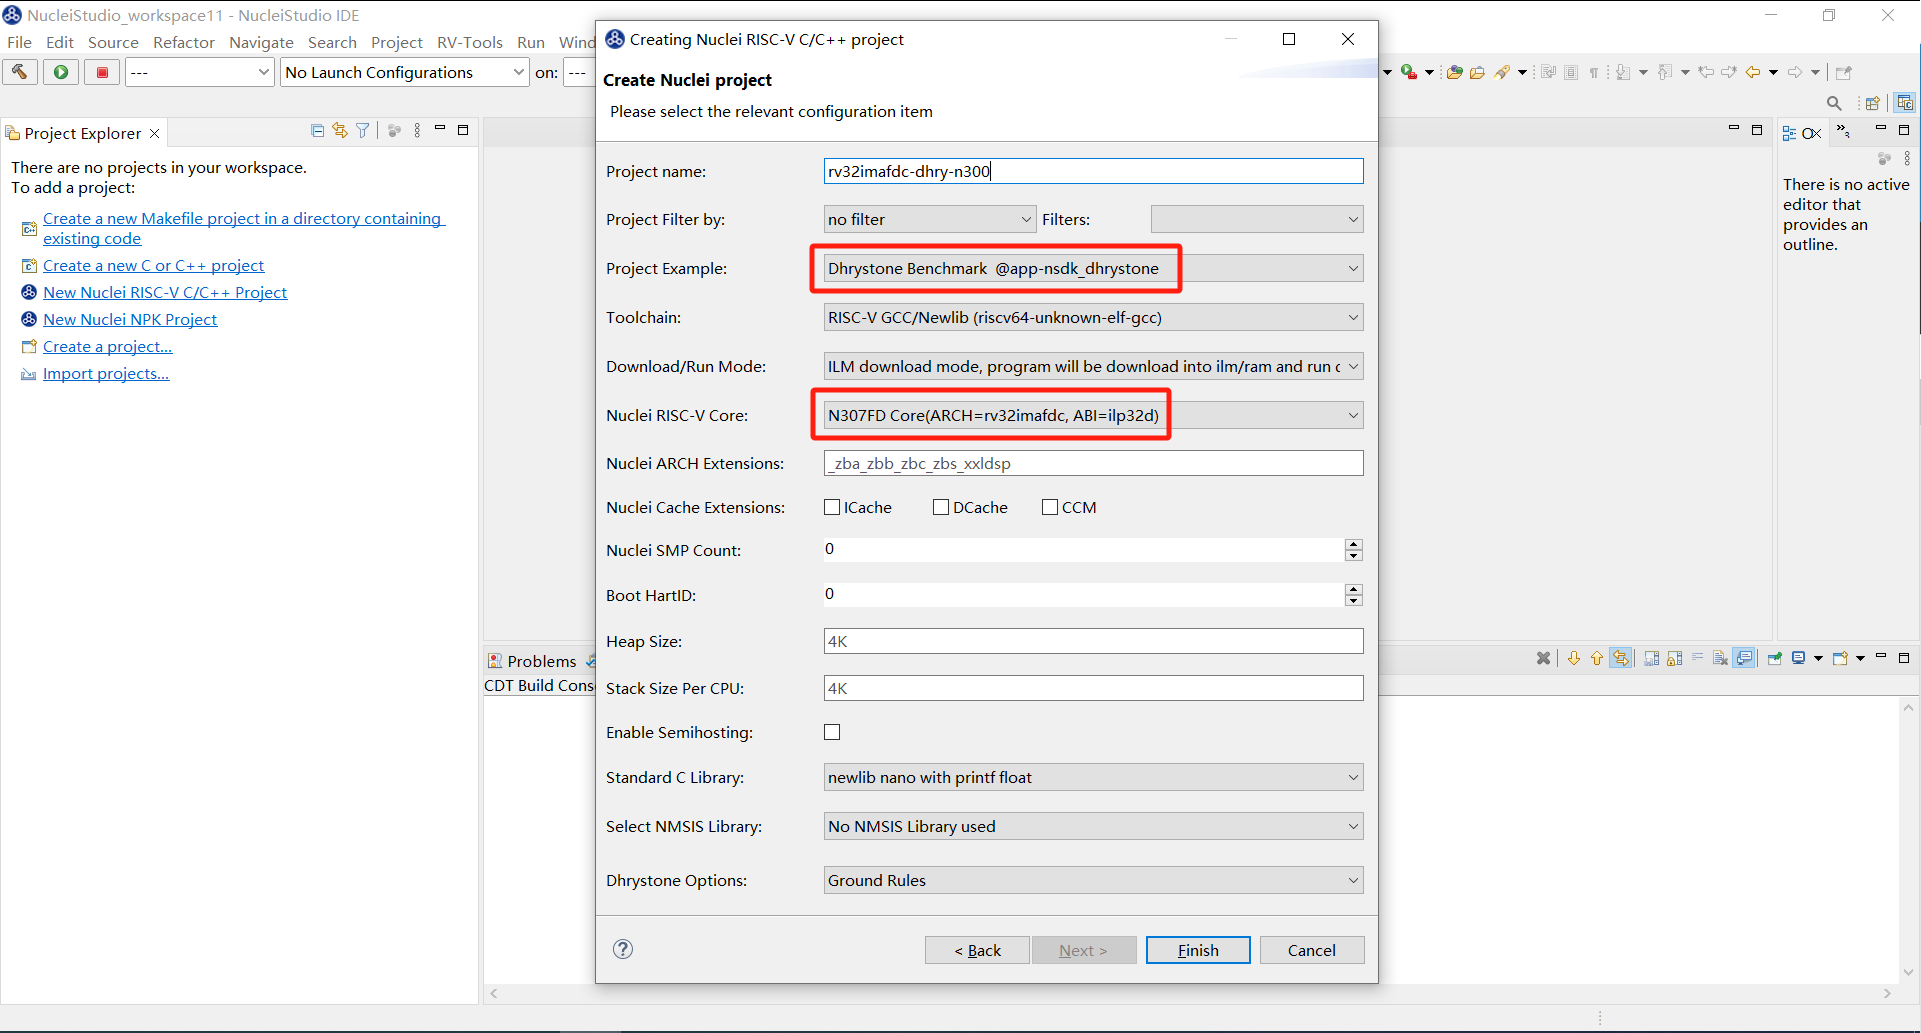 NucleiStudio_workspace11 - NucleiStudio IDE
File Edit Source Refactor Navigate Search Project RV-Tools Run Wind
--- No Launch Configurations on: ---
Project Explorer
There are no projects in your workspace.
To add a project:
Create a new Makefile project in a directory containing
existing code
Create a new C or C++ project
New Nuclei RISC-V C/C++ Project
New Nuclei NPK Project
Create a project...
Import projects...
Creating Nuclei RISC-V C/C++ project
Create Nuclei project
Please select the relevant configuration item
Project name: rv32imafdc-dhry-n300
Project Filter by: no filter Filters:
Project Example: Dhrystone Benchmark @app-nsdk_dhrystone
Toolchain: RISC-V GCC/Newlib (riscv64-unknown-elf-gcc)
Download/Run Mode: ILM download mode, program will be download into ilm/ram and run
Nuclei RISC-V Core: N307FD Core(ARCH=rv32imafdc, ABI=ilp32d)
Nuclei ARCH Extensions: _zba_zbb_zbc_zbs_xxldsp
Nuclei Cache Extensions: ICache DCache CCM
Nuclei SMP Count: 0
Boot HartID: 0
Heap Size: 4K
Stack Size Per CPU: 4K
Enable Semihosting:
Standard C Library: newlib nano with printf float
Select NMSIS Library: No NMSIS Library used
Dhrystone Options: Ground Rules
< Back Next > Finish Cancel
There is no active
editor that
provides an
outline.
Problems
CDT Build Cons